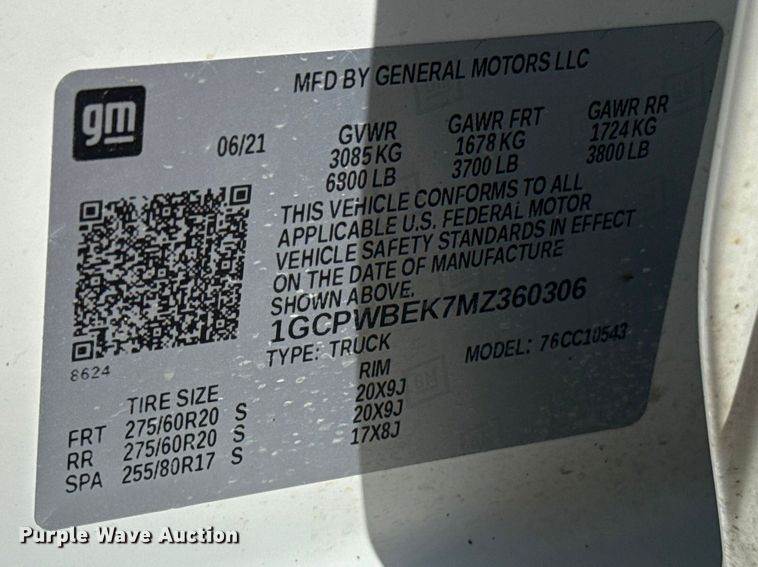 MFD BY GENERAL MOTORS LLC
gm
06/21 GVWR GAWR FRT GAWR RR
3085 KG 1678 KG 1724 KG
6800 LB 3700 LB 3800 LB
THIS VEHICLE CONFORMS TO ALL
APPLICABLE U.S. FEDERAL MOTOR
VEHICLE SAFETY STANDARDS IN EFFECT
ON THE DATE OF MANUFACTURE
SHOWN ABOVE.
1GCPWBEK7MZ360306
8624 TYPE: TRUCK MODEL: 76CC10543
TIRE SIZE RIM
FRT 275/60R20 S 20X9J
RR 275/60R20 S 20X9J
SPA 255/80R17 S 17X8J
Purple Wave Auction